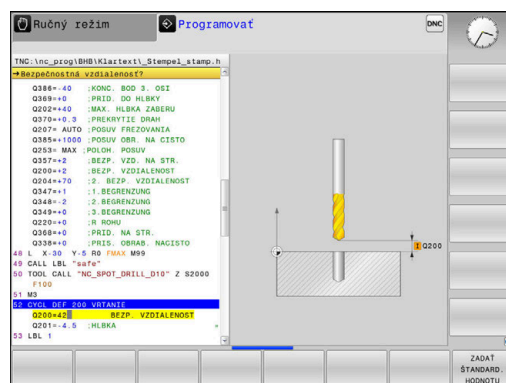 Ručný režim
Programovať
DNC
TNC:\nc_prog\BHB\Klartext\_Stempel_stamp.h
→Bezpečnostná vzdialenosť?
Q386=-40 ;KONC. BOD 3. OSI
Q369=+0 ;PRID. DO HLBKY
Q202=+40 ;MAX. HLBKA ZABERU
Q370=+0.3 ;PREKRYTIE DRAH
Q207= AUTO ;POSUV FREZOVANIA
Q385=+1000 ;POSUV OBR. NA CISTO
Q253= MAX ;POLOH. POSUV
Q357=+2 ;BEZP. VZD. NA STR.
Q200=+2 ;BEZP. VZDIALENOST
Q204=+70 ;2. BEZP. VZDIALENOST
Q347=+1 ;1.BEGRENZUNG
Q348=-2 ;2.BEGRENZUNG
Q349=+0 ;3.BEGRENZUNG
Q220=+0 ;R ROHU
Q368=+0 ;PRID. NA STR.
Q338=+0 ;PRIS. OBRAB. NACISTO
48 L X-30 Y-5 R0 FMAX M99
49 CALL LBL "safe"
50 TOOL CALL "NC_SPOT_DRILL_D10" Z S2000
F100
51 M3
52 CYCL DEF 200 VRTANIE
Q200=42 BEZP. VZDIALENOST
Q201=-4.5 ;HLBKA »
53 LBL 1
I Q200
ZADAŤ
ŠTANDARD.
HODNOTU